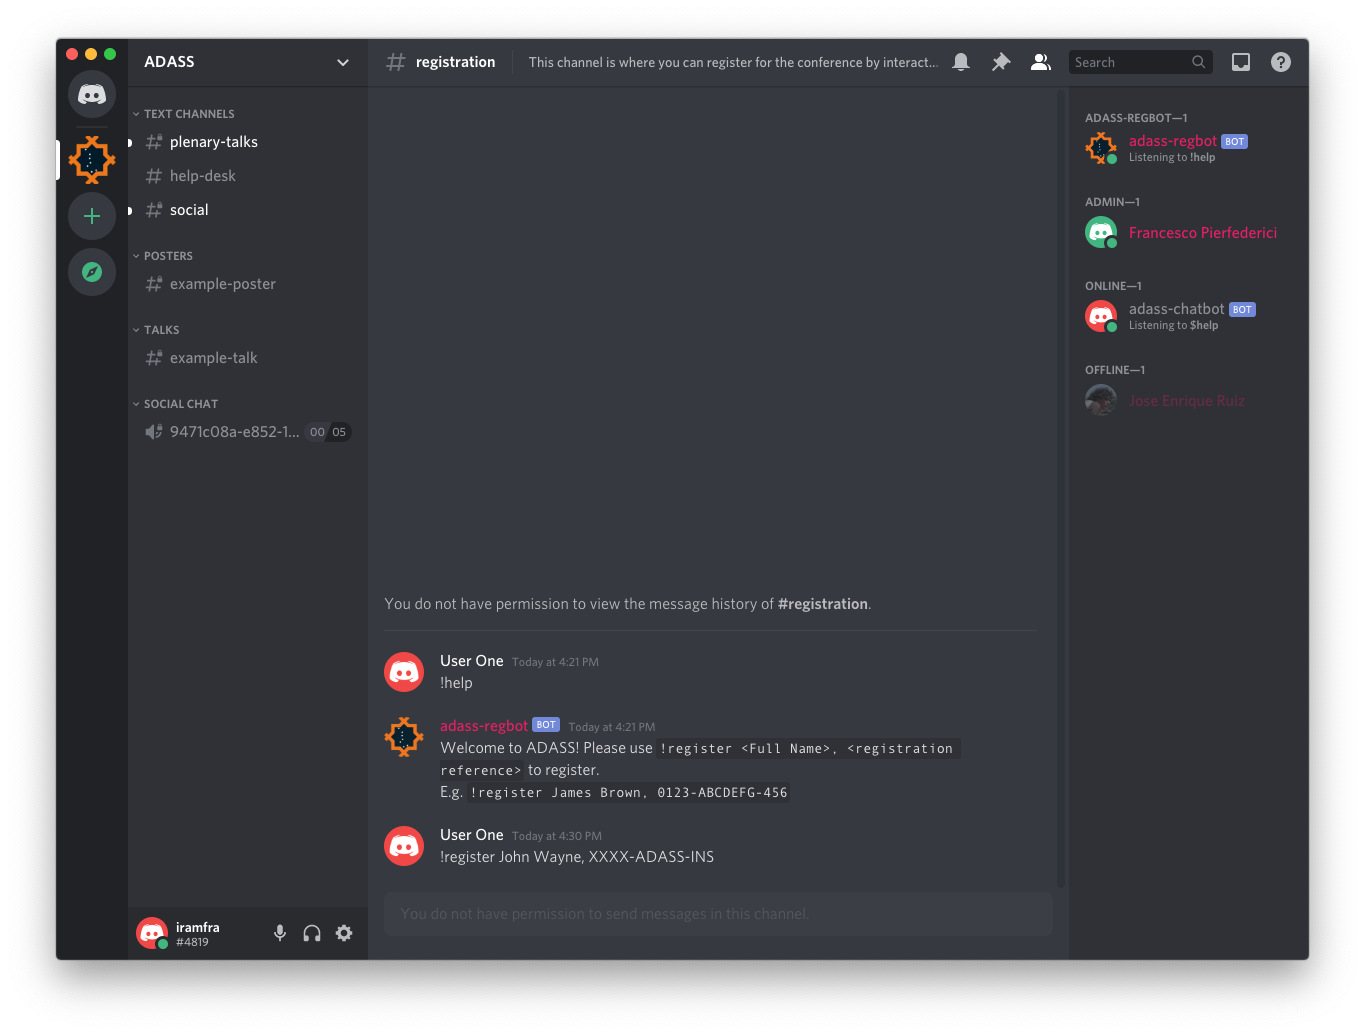 ADASS
TEXT CHANNELS
plenary-talks
help-desk
social
POSTERS
example-poster
TALKS
example-talk
SOCIAL CHAT
9471c08a-e852-1... 00 05
iramfra
#4819
# registration This channel is where you can register for the conference by interact...
Search
You do not have permission to view the message history of #registration.
User One Today at 4:21 PM
!help
adass-regbot BOT Today at 4:21 PM
Welcome to ADASS! Please use !register <Full Name>, <registration
reference> to register.
E.g. !register James Brown, 0123-ABCDEFG-456
User One Today at 4:30 PM
!register John Wayne, XXXX-ADASS-INS
You do not have permission to send messages in this channel.
ADASS-REGBOT—1
adass-regbot BOT
Listening to !help
ADMIN—1
Francesco Pierfederici
ONLINE—1
adass-chatbot BOT
Listening to $help
OFFLINE—1
Jose Enrique Ruiz